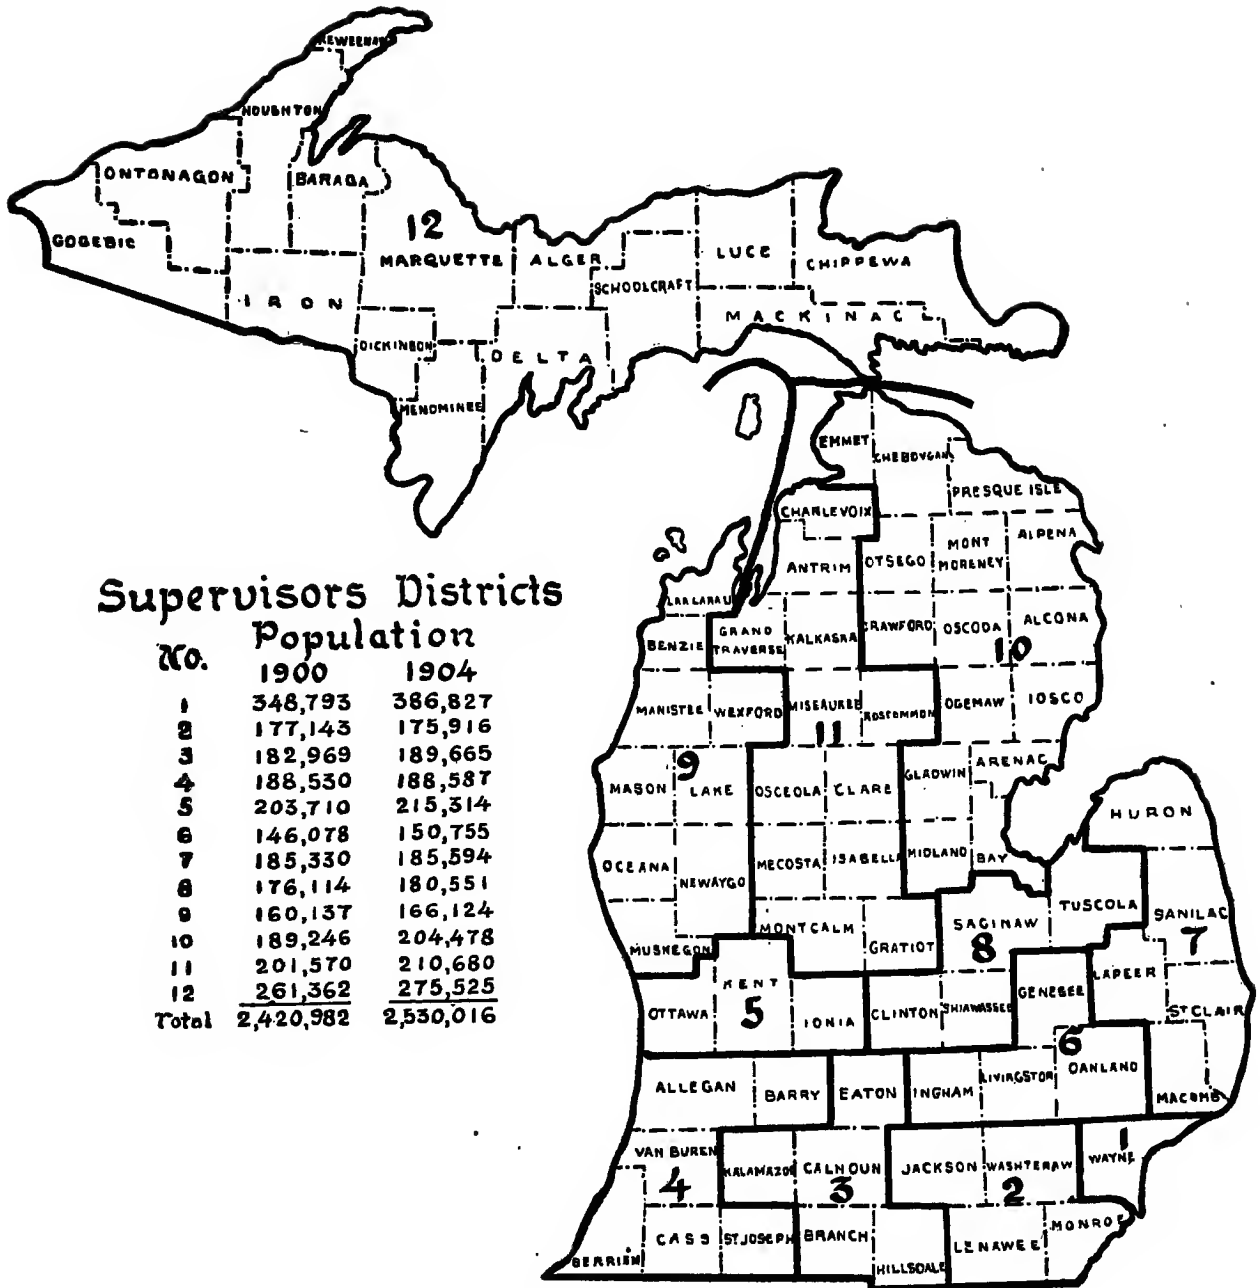 KEWEENAW
HOUGHTON
ONTONAGON
BARAGA
GOGEBIC
12
MARQUETTE
ALGER
LUCE
CHIPPEWA
SCHOOLCRAFT
IRON
MACKINAC
DICKINSON
DELTA
MENOMINEE
EMMET
CHEBOYGAN
PRESQUE ISLE
CHARLEVOIX
ALPENA
OTSEGO
MONT
MORENEY
ANTRIM
GRAND
TRAVERSE
KALKASKA
CRAWFORD
OSCODA
ALCONA
10
BENZIE
MANISTEE
WEXFORD
MISSAUKEE
ROSCOMMON
OGEMAW
IOSCO
11
9
MASON
LAKE
OSCEOLA
CLARE
GLADWIN
ARENAC
HURON
OCEANA
NEWAYGO
MECOSTA
ISABELLA
MIDLAND
BAY
TUSCOLA
SANILAC
7
MUSKEGON
MONTCALM
GRATIOT
SAGINAW
8
LAPEER
KENT
5
OTTAWA
IONIA
CLINTON
SHIAWASSEE
GENESEE
ST CLAIR
6
ALLEGAN
BARRY
EATON
INGHAM
LIVINGSTON
OAKLAND
MACOMB
VAN BUREN
4
KALAMAZOO
CALHOUN
3
JACKSON
WASHTENAW
2
WAYNE
1
BERRIEN
CASS
ST JOSEPH
BRANCH
HILLSDALE
LENAWEE
MONROE
Supervisors Districts
Population
No. 1900 1904
1 348,793 386,827
2 177,143 175,916
3 182,969 189,665
4 188,530 188,587
5 203,710 215,314
6 146,078 150,755
7 185,330 185,594
8 176,114 180,551
9 160,137 166,124
10 189,246 204,478
11 201,570 210,680
12 261,362 275,525
Total 2,420,982 2,530,016